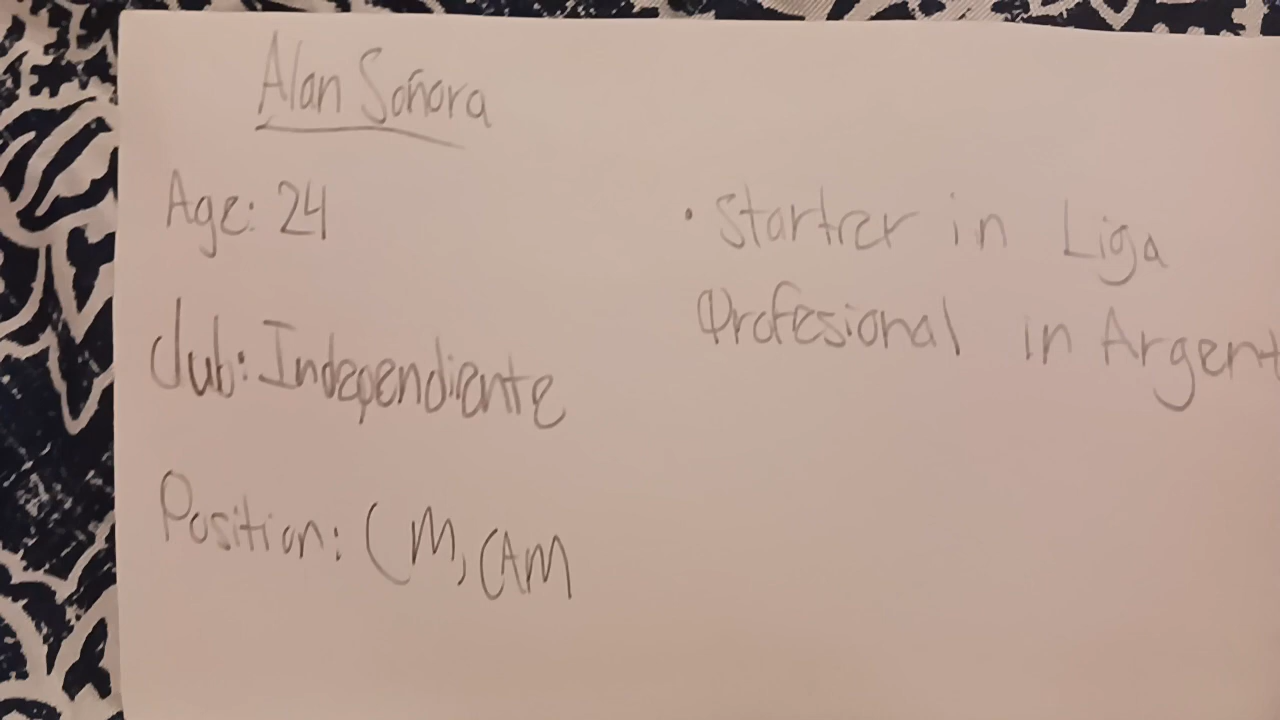 Alan Soñora
Age: 24
Club: Independiente
Position: CM, CAM
• Startrer in Liga
Profesional in Argent